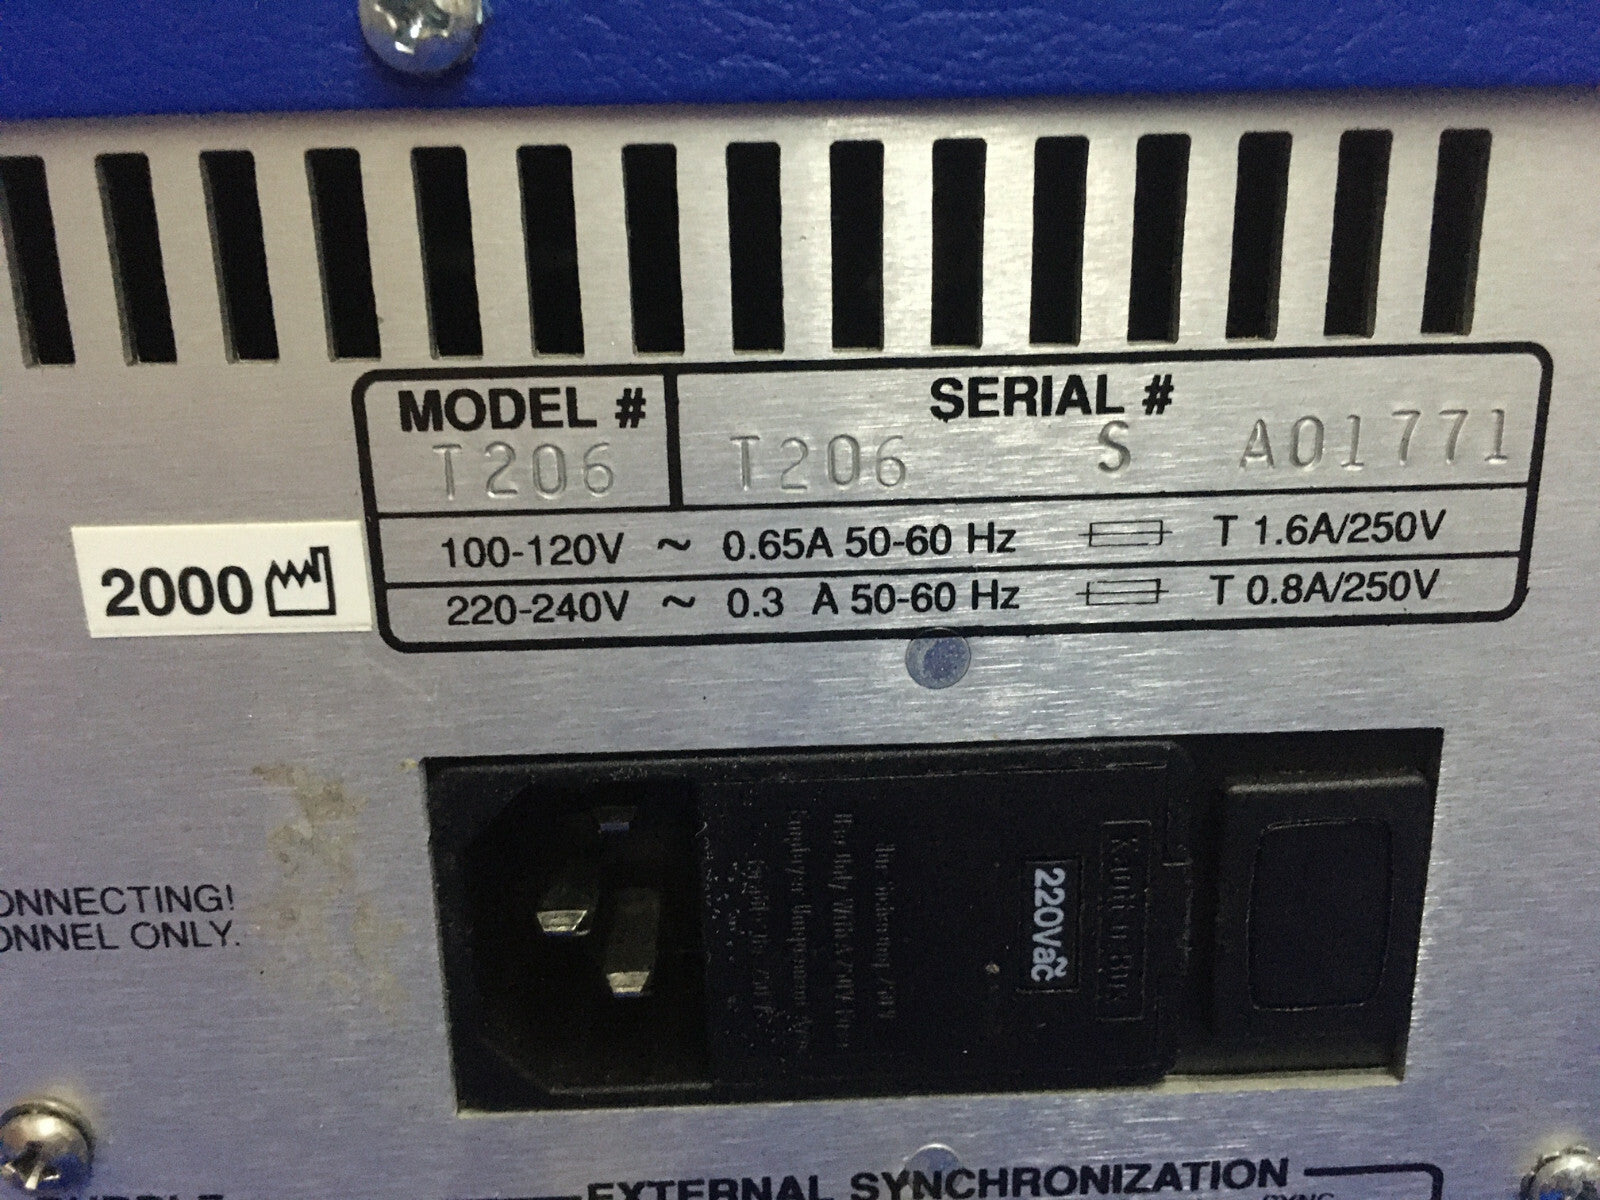 MODEL #
T206
SERIAL #
T206 S A01771
100-120V ~ 0.65A 50-60 Hz T 1.6A/250V
220-240V ~ 0.3 A 50-60 Hz T 0.8A/250V
2000
220Vac
ONNECTING!
ONNEL ONLY.
EXTERNAL SYNCHRONIZATION